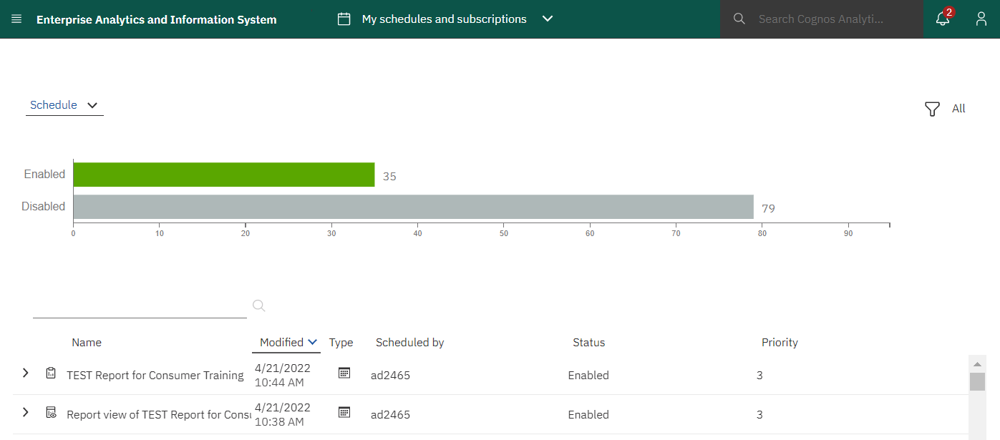 Enterprise Analytics and Information System
My schedules and subscriptions
Search Cognos Analyti...
2
Schedule
All
Enabled
35
Disabled
79
0 10 20 30 40 50 60 70 80 90
Name Modified Type Scheduled by Status Priority
TEST Report for Consumer Training 4/21/2022 10:44 AM ad2465 Enabled 3
Report view of TEST Report for Consu 4/21/2022 10:38 AM ad2465 Enabled 3